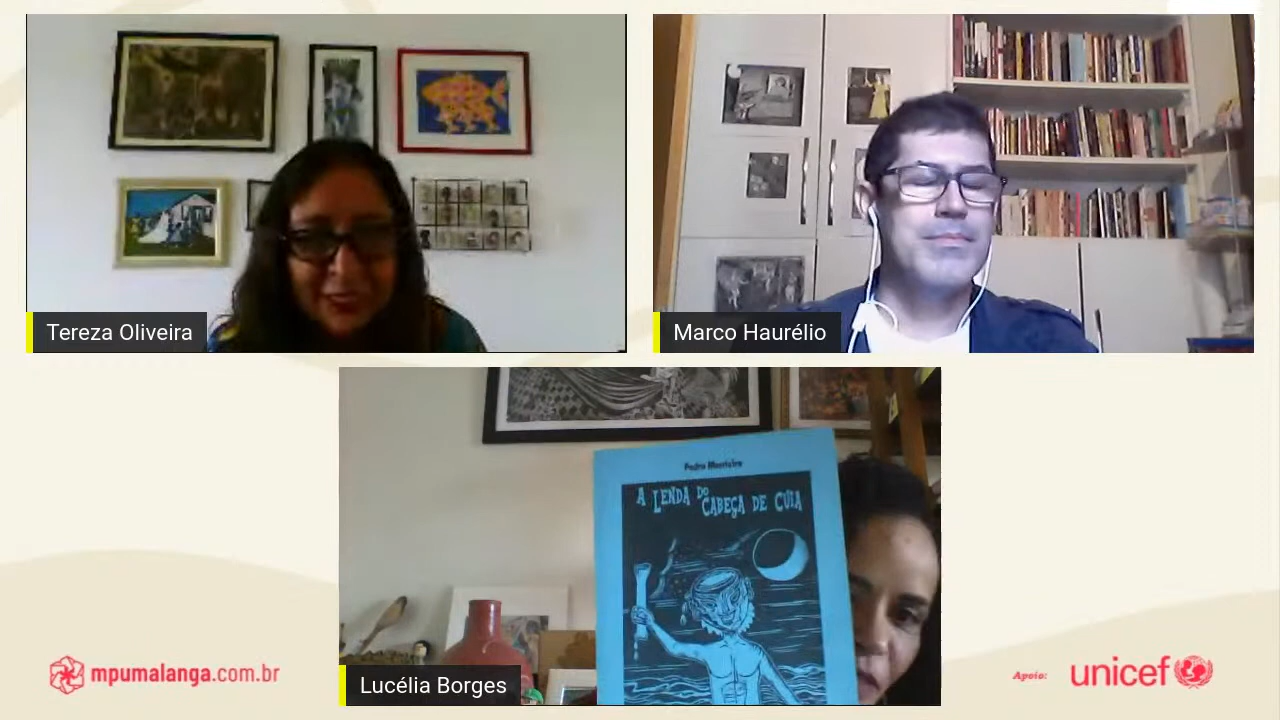 Tereza Oliveira
Marco Haurélio
Pedro Monteiro
A LENDA DO
CABEÇA DE CUIA
Lucélia Borges
mpumalanga.com.br
Apoio:
unicef